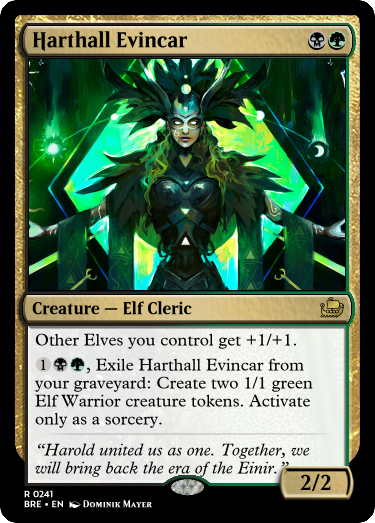 Harthall Evincar
Creature — Elf Cleric
Other Elves you control get +1/+1.
1, Exile Harthall Evincar from
your graveyard: Create two 1/1 green
Elf Warrior creature tokens. Activate
only as a sorcery.
“Harold united us as one. Together, we
will bring back the era of the Einir.”
2/2
R 0241
BRE • EN Dominik Mayer